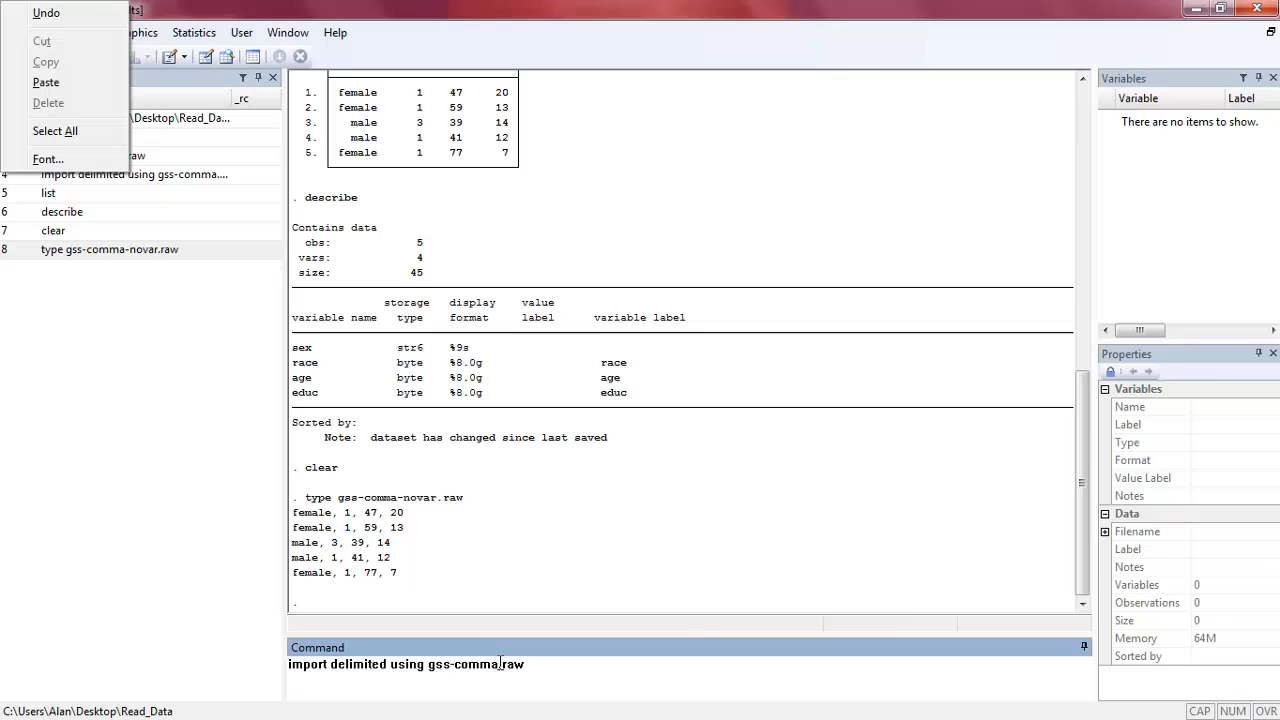 Undo
Cut
Copy
Paste
Delete
Select All
Font...
lts]
phics Statistics User Window Help
_rc
\Desktop\Read_Da...
raw
4 import delimited using gss-comma....
5 list
6 describe
7 clear
8 type gss-comma-novar.raw
1. female 1 47 20
2. female 1 59 13
3. male 3 39 14
4. male 1 41 12
5. female 1 77 7
. describe
Contains data
obs: 5
vars: 4
size: 45
storage display value
variable name type format label variable label
sex str6 %9s
race byte %8.0g race
age byte %8.0g age
educ byte %8.0g educ
Sorted by:
Note: dataset has changed since last saved
. clear
. type gss-comma-novar.raw
female, 1, 47, 20
female, 1, 59, 13
male, 3, 39, 14
male, 1, 41, 12
female, 1, 77, 7
.
Command
import delimited using gss-comma.raw
Variables
Variable Label
There are no items to show.
Properties
Variables
Name
Label
Type
Format
Value Label
Notes
Data
Filename
Label
Notes
Variables 0
Observations 0
Size 0
Memory 64M
Sorted by
C:\Users\Alan\Desktop\Read_Data
CAP NUM OVR